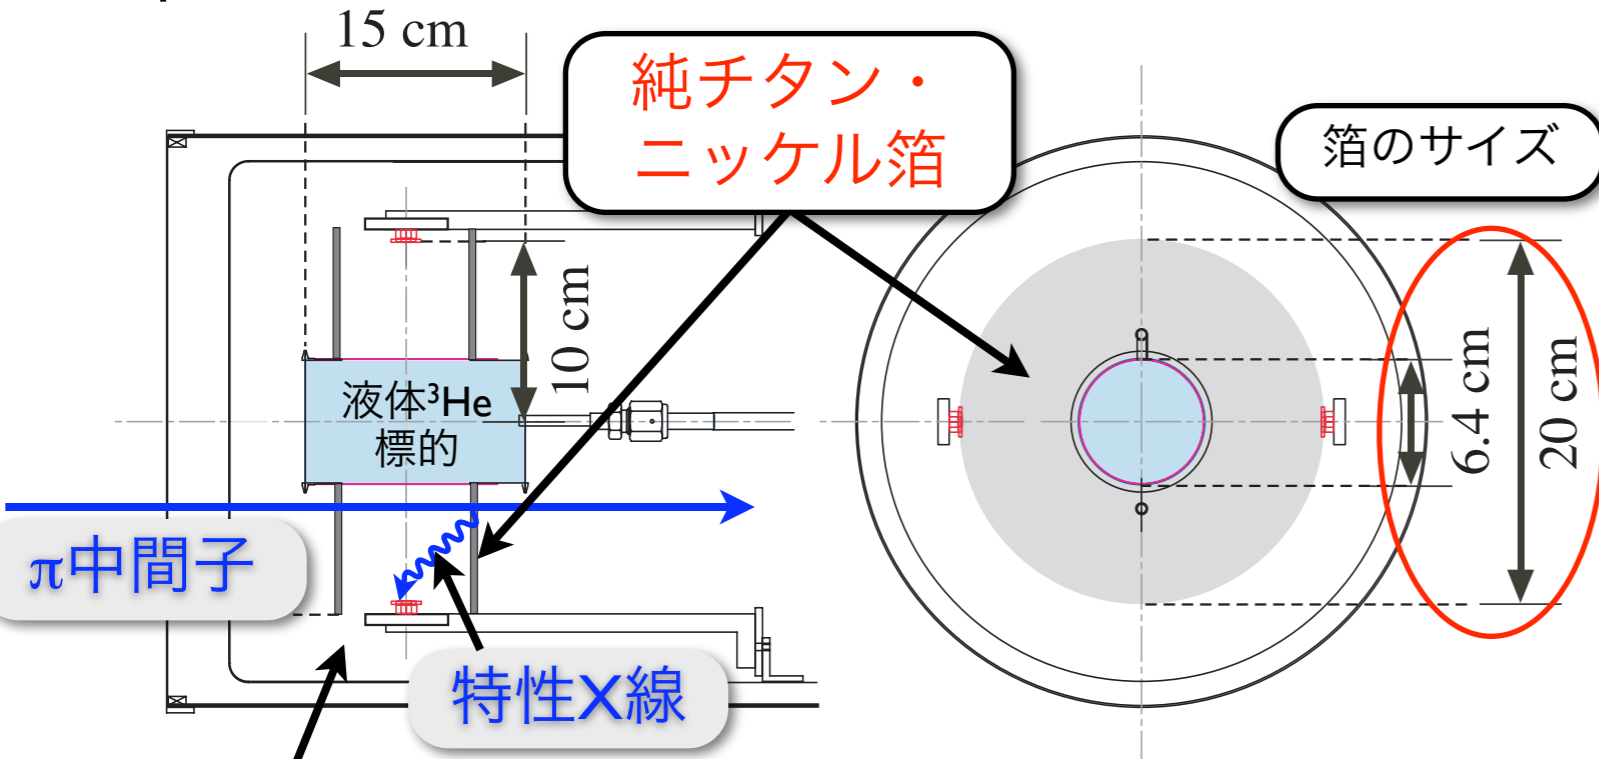 15 cm
純チタン・
ニッケル箔
箔のサイズ
10 cm
液体³He
標的
6.4 cm
20 cm
π中間子
特性X線